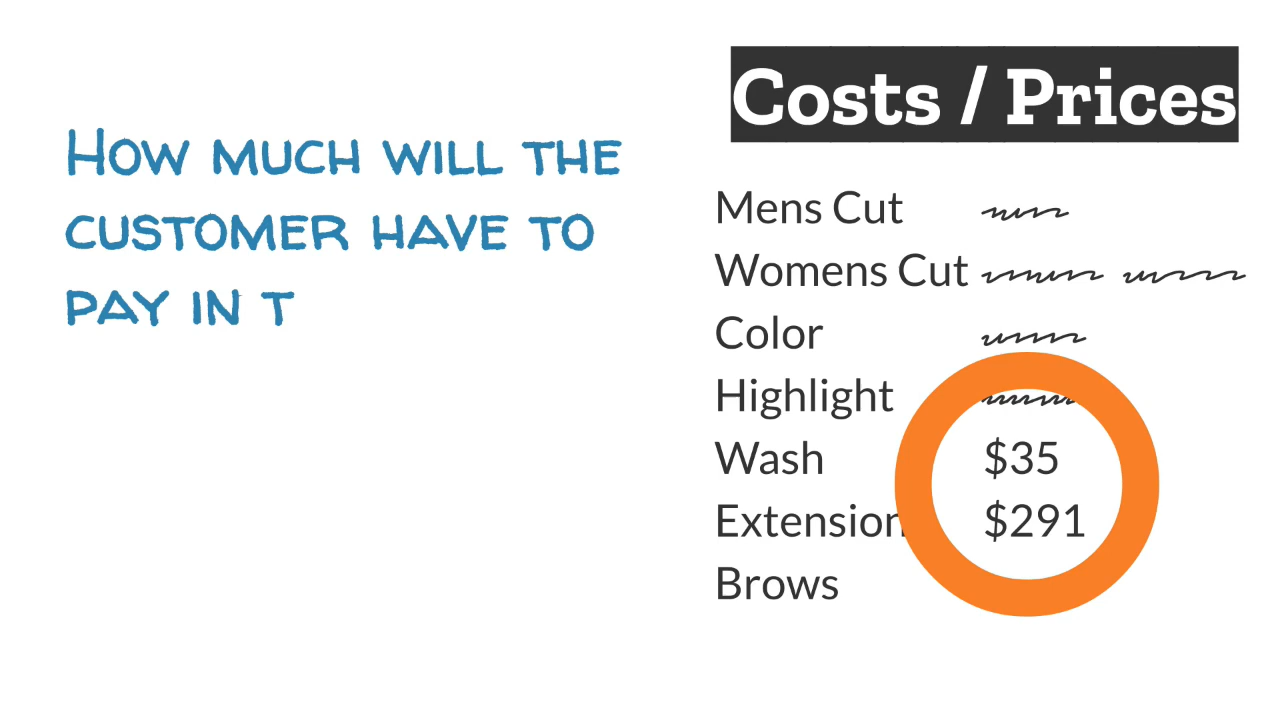 How much will the
customer have to
pay in t
Costs / Prices
Mens Cut
Womens Cut
Color
Highlight
Wash $35
Extension $291
Brows